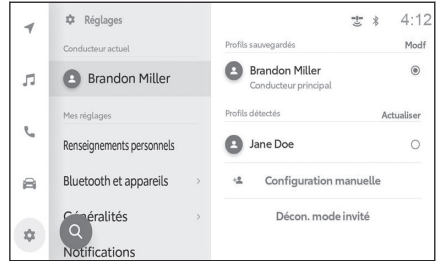 Réglages
4:12
Conducteur actuel
Brandon Miller
Mes réglages
Renseignements personnels
Bluetooth et appareils
Généralités
Notifications
Profils sauvegardés
Modf
Brandon Miller
Conducteur principal
Profils détectés
Actualiser
Jane Doe
Configuration manuelle
Décon. mode invité